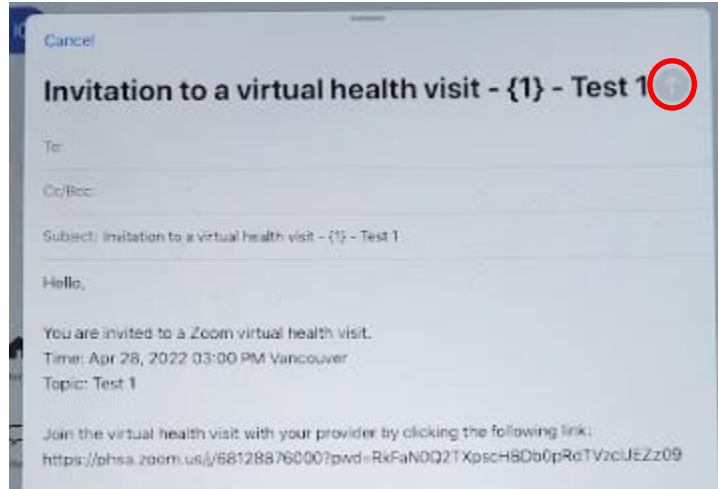 Cancel
Invitation to a virtual health visit - {1} - Test 1
To:
Cc/Bcc:
Subject: Invitation to a virtual health visit - {1} - Test 1
Hello,
You are invited to a Zoom virtual health visit.
Time: Apr 28, 2022 03:00 PM Vancouver
Topic: Test 1
Join the virtual health visit with your provider by clicking the following link: